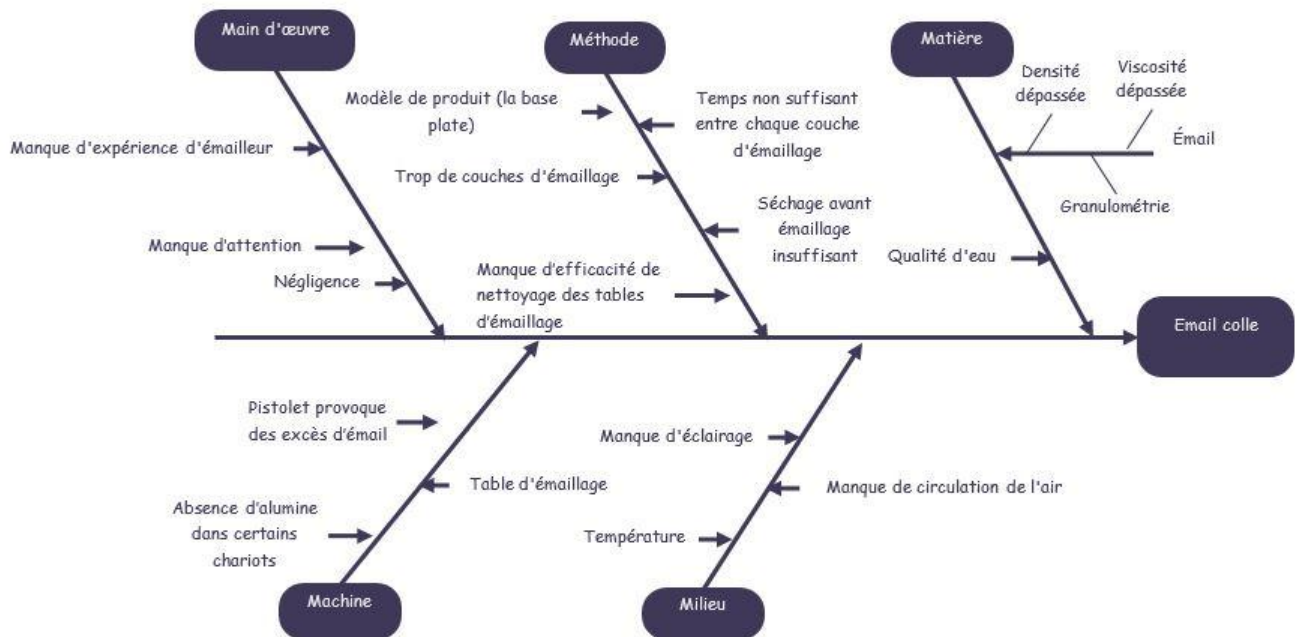 Main d'œuvre
Méthode
Matière
Modèle de produit (la base
plate)
Temps non suffisant
entre chaque couche
d'émaillage
Densité
dépassée
Viscosité
dépassée
Émail
Granulométrie
Manque d'expérience d'émailleur
Trop de couches d'émaillage
Séchage avant
émaillage
insuffisant
Manque d'attention
Négligence
Manque d'efficacité de
nettoyage des tables
d'émaillage
Qualité d'eau
Email colle
Pistolet provoque
des excès d'émail
Table d'émaillage
Absence d'alumine
dans certains
chariots
Manque d'éclairage
Manque de circulation de l'air
Température
Machine
Milieu